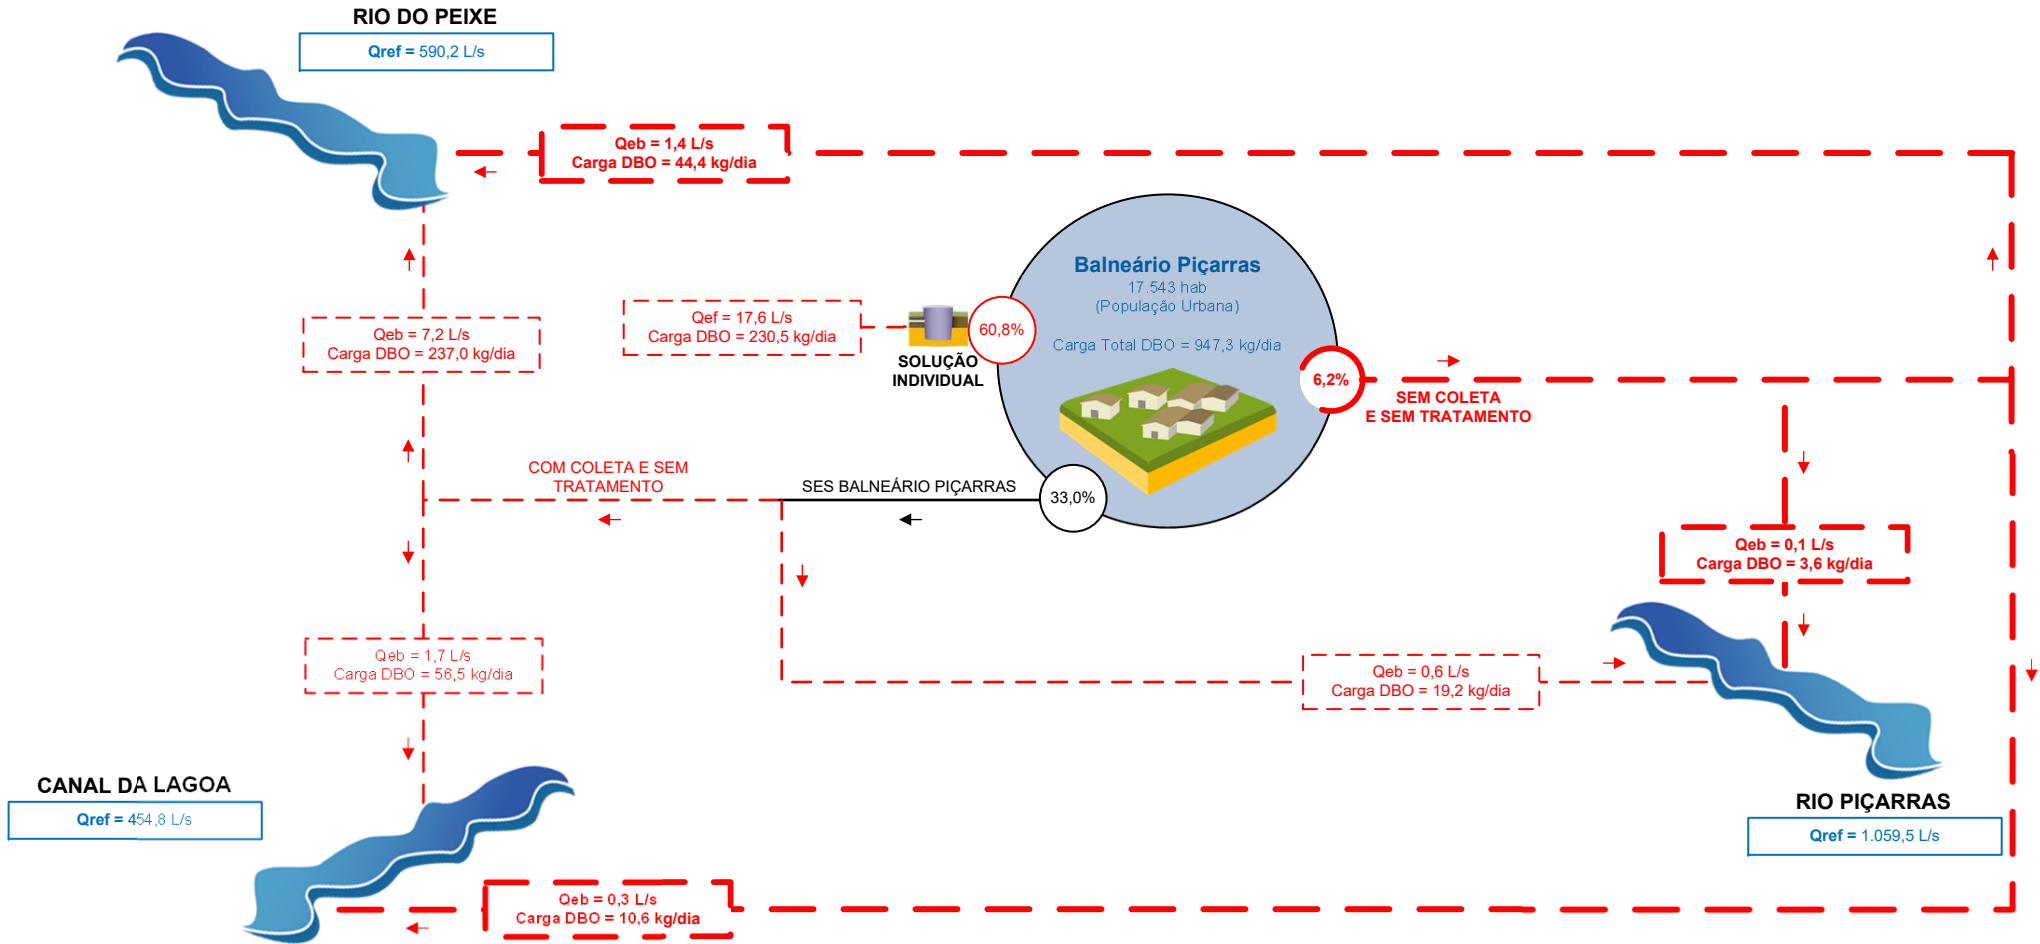 RIO DO PEIXE
Qref = 590,2 L/s
Qeb = 1,4 L/s
Carga DBO = 44,4 kg/dia
Balneário Piçarras
17.543 hab
(População Urbana)
Carga Total DBO = 947,3 kg/dia
Qef = 17,6 L/s
Carga DBO = 230,5 kg/dia
60,8%
SOLUÇÃO
INDIVIDUAL
Qeb = 7,2 L/s
Carga DBO = 237,0 kg/dia
6,2%
SEM COLETA
E SEM TRATAMENTO
COM COLETA E SEM
TRATAMENTO
SES BALNEÁRIO PIÇARRAS
33,0%
Qeb = 0,1 L/s
Carga DBO = 3,6 kg/dia
Qeb = 1,7 L/s
Carga DBO = 56,5 kg/dia
Qeb = 0,6 L/s
Carga DBO = 19,2 kg/dia
CANAL DA LAGOA
Qref = 454,8 L/s
RIO PIÇARRAS
Qref = 1.059,5 L/s
Qeb = 0,3 L/s
Carga DBO = 10,6 kg/dia